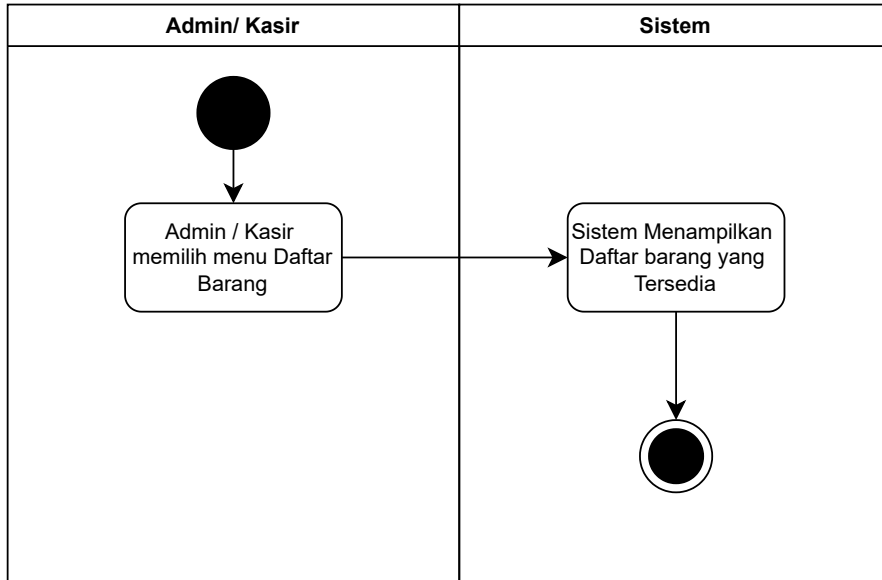 Admin/ Kasir
Sistem
Admin / Kasir
memilih menu Daftar
Barang
Sistem Menampilkan
Daftar barang yang
Tersedia